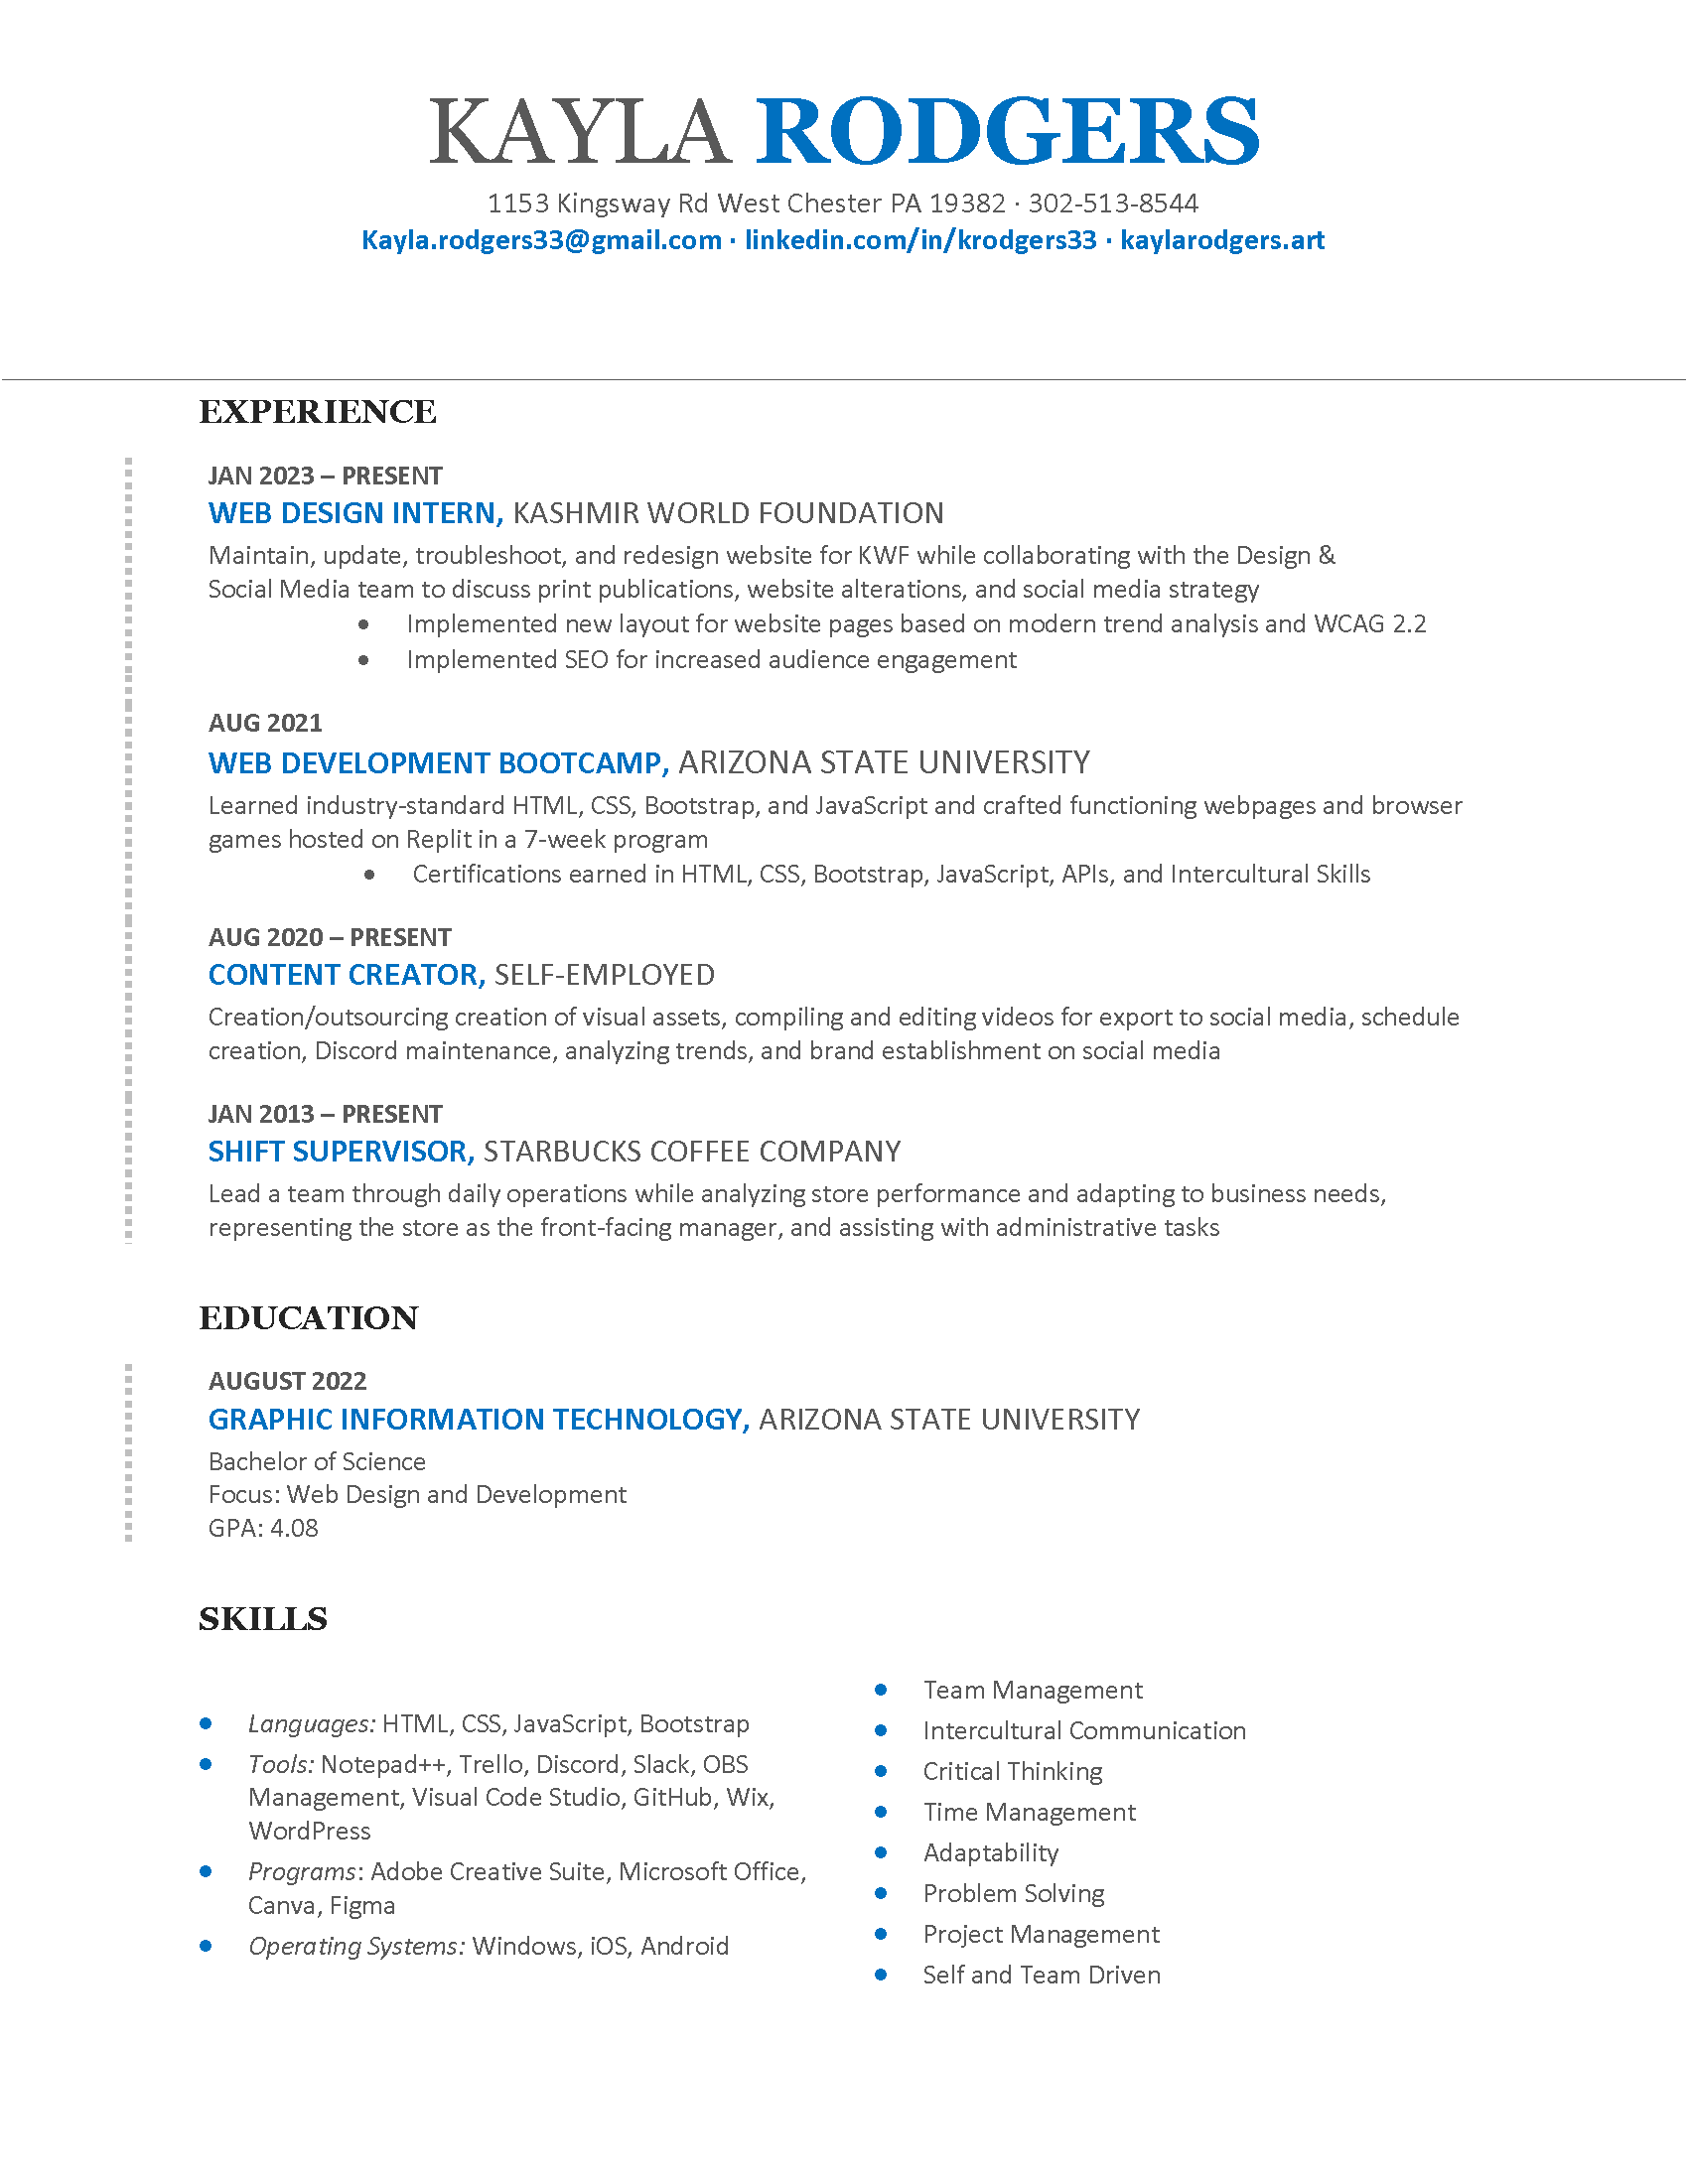 KAYLA RODGERS
1153 Kingsway Rd West Chester PA 19382 · 302-513-8544
Kayla.rodgers33@gmail.com · linkedin.com/in/krodgers33 · kaylarodgers.art
EXPERIENCE
JAN 2023 – PRESENT
WEB DESIGN INTERN, KASHMIR WORLD FOUNDATION
Maintain, update, troubleshoot, and redesign website for KWF while collaborating with the Design &
Social Media team to discuss print publications, website alterations, and social media strategy
• Implemented new layout for website pages based on modern trend analysis and WCAG 2.2
• Implemented SEO for increased audience engagement
AUG 2021
WEB DEVELOPMENT BOOTCAMP, ARIZONA STATE UNIVERSITY
Learned industry-standard HTML, CSS, Bootstrap, and JavaScript and crafted functioning webpages and browser
games hosted on Replit in a 7-week program
• Certifications earned in HTML, CSS, Bootstrap, JavaScript, APIs, and Intercultural Skills
AUG 2020 – PRESENT
CONTENT CREATOR, SELF-EMPLOYED
Creation/outsourcing creation of visual assets, compiling and editing videos for export to social media, schedule
creation, Discord maintenance, analyzing trends, and brand establishment on social media
JAN 2013 – PRESENT
SHIFT SUPERVISOR, STARBUCKS COFFEE COMPANY
Lead a team through daily operations while analyzing store performance and adapting to business needs,
representing the store as the front-facing manager, and assisting with administrative tasks
EDUCATION
AUGUST 2022
GRAPHIC INFORMATION TECHNOLOGY, ARIZONA STATE UNIVERSITY
Bachelor of Science
Focus: Web Design and Development
GPA: 4.08
SKILLS
• Languages: HTML, CSS, JavaScript, Bootstrap
• Tools: Notepad++, Trello, Discord, Slack, OBS
Management, Visual Code Studio, GitHub, Wix,
WordPress
• Programs: Adobe Creative Suite, Microsoft Office,
Canva, Figma
• Operating Systems: Windows, iOS, Android
• Team Management
• Intercultural Communication
• Critical Thinking
• Time Management
• Adaptability
• Problem Solving
• Project Management
• Self and Team Driven